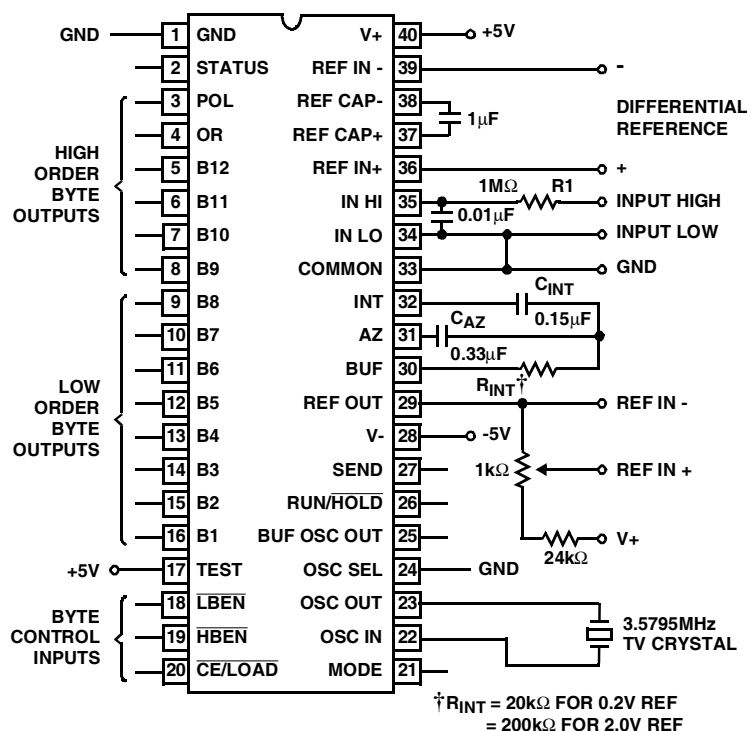 GND 1 GND V+ 40 +5V
2 STATUS REF IN - 39 -
3 POL REF CAP- 38
1μF
DIFFERENTIAL
REFERENCE
4 OR REF CAP+ 37
HIGH
ORDER
BYTE
OUTPUTS
5 B12 REF IN+ 36 +
6 B11 IN HI 35 1MΩ R1 INPUT HIGH
0.01μF
7 B10 IN LO 34 INPUT LOW
8 B9 COMMON 33 GND
9 B8 INT 32 CINT
0.15μF
10 B7 AZ 31 CAZ
0.33μF
11 B6 BUF 30
RINT†
LOW
ORDER
BYTE
OUTPUTS
12 B5 REF OUT 29 REF IN -
13 B4 V- 28 -5V
14 B3 SEND 27 1kΩ REF IN +
15 B2 RUN/HOLD 26
16 B1 BUF OSC OUT 25 V+
24kΩ
+5V 17 TEST OSC SEL 24 GND
BYTE
CONTROL
INPUTS
18 LBEN OSC OUT 23
3.5795MHz
TV CRYSTAL
19 HBEN OSC IN 22
20 CE/LOAD MODE 21
†RINT = 20kΩ FOR 0.2V REF
= 200kΩ FOR 2.0V REF